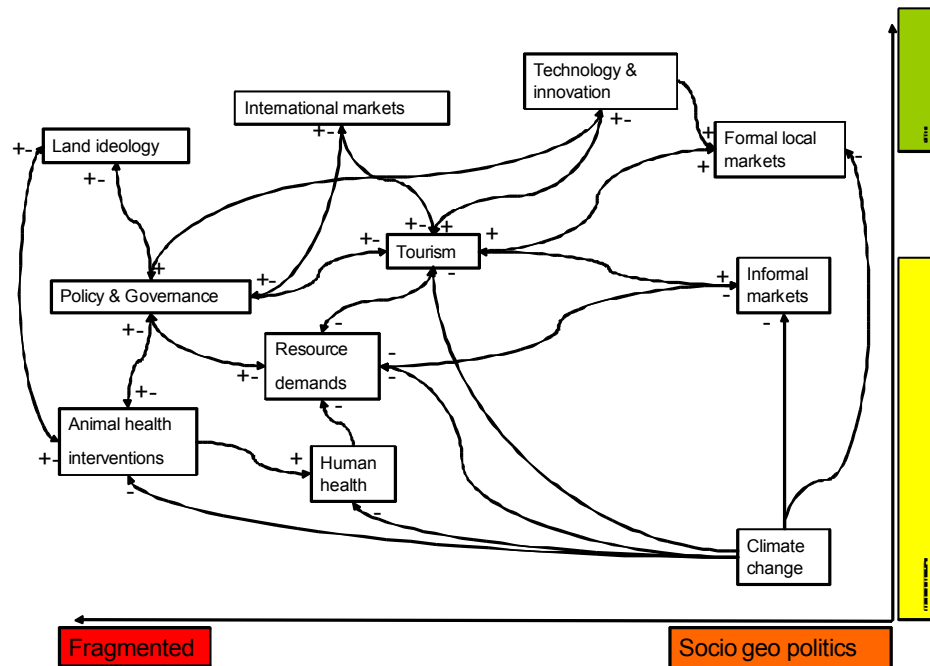 Technology &
innovation
International markets
+-
+-
+
Formal local
markets
+
-
+-
Land ideology
+-
+-
+
+
+-
Tourism
-
+
Policy & Governance
+-
+
-
Informal
markets
-
+-
-
Resource
demands
-
-
+-
+-
-
Animal health
interventions
+-
-
+
Human
health
-
Climate
change
Fragmented
Socio geo politics